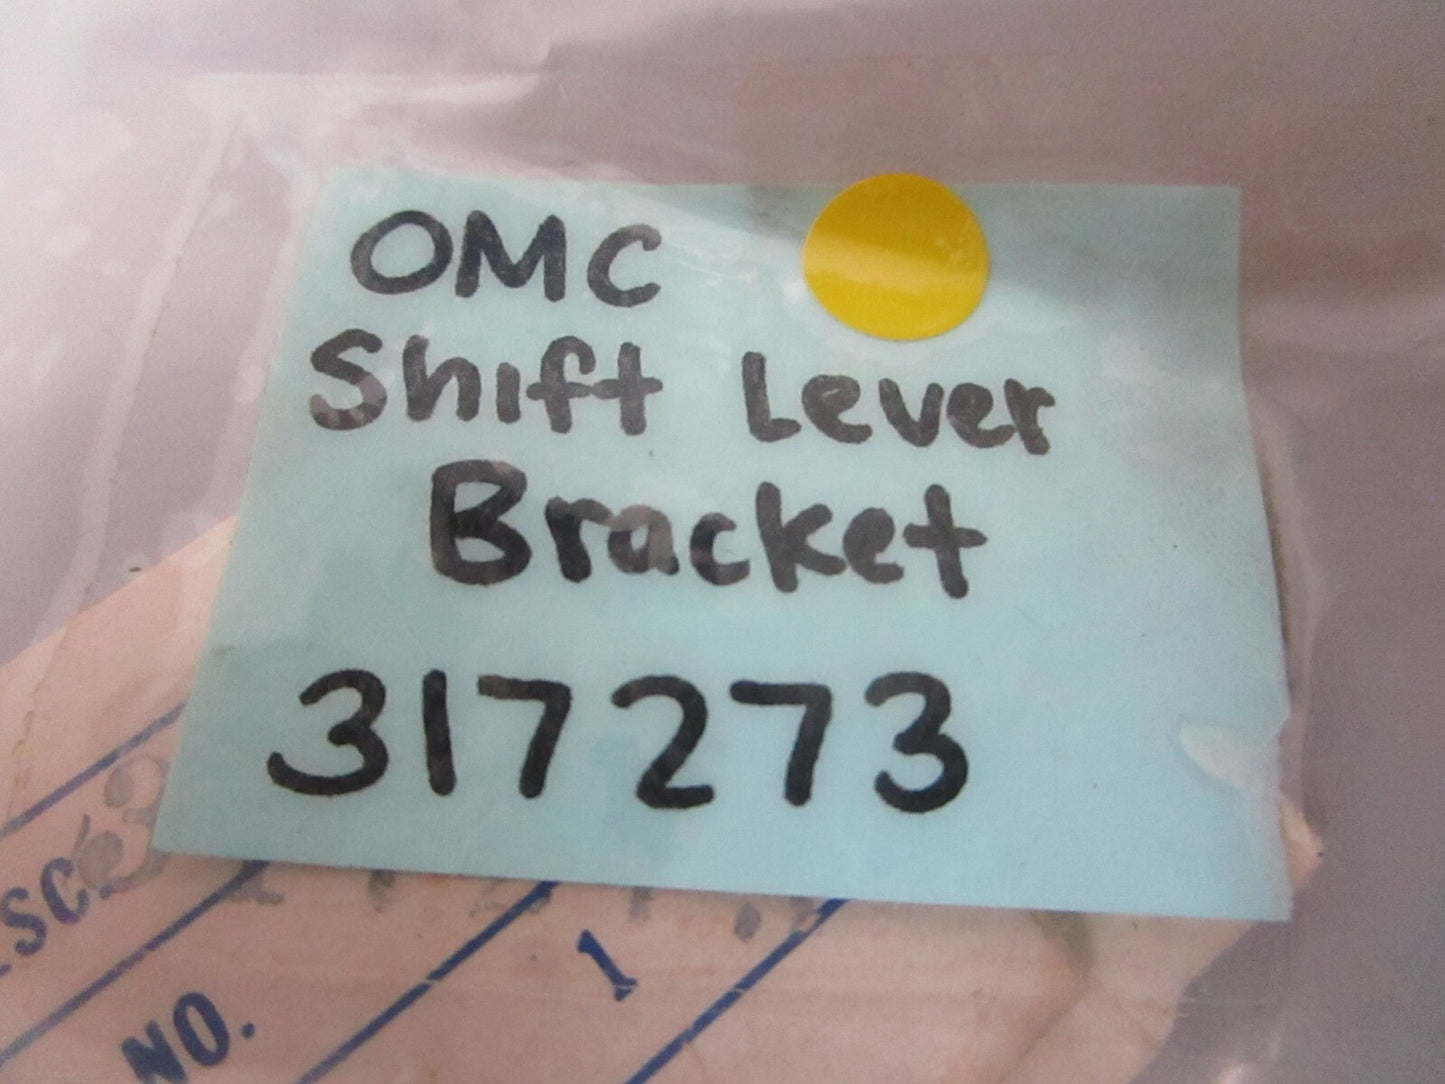 OMC
Shift Lever
Bracket
317273
NO.
1